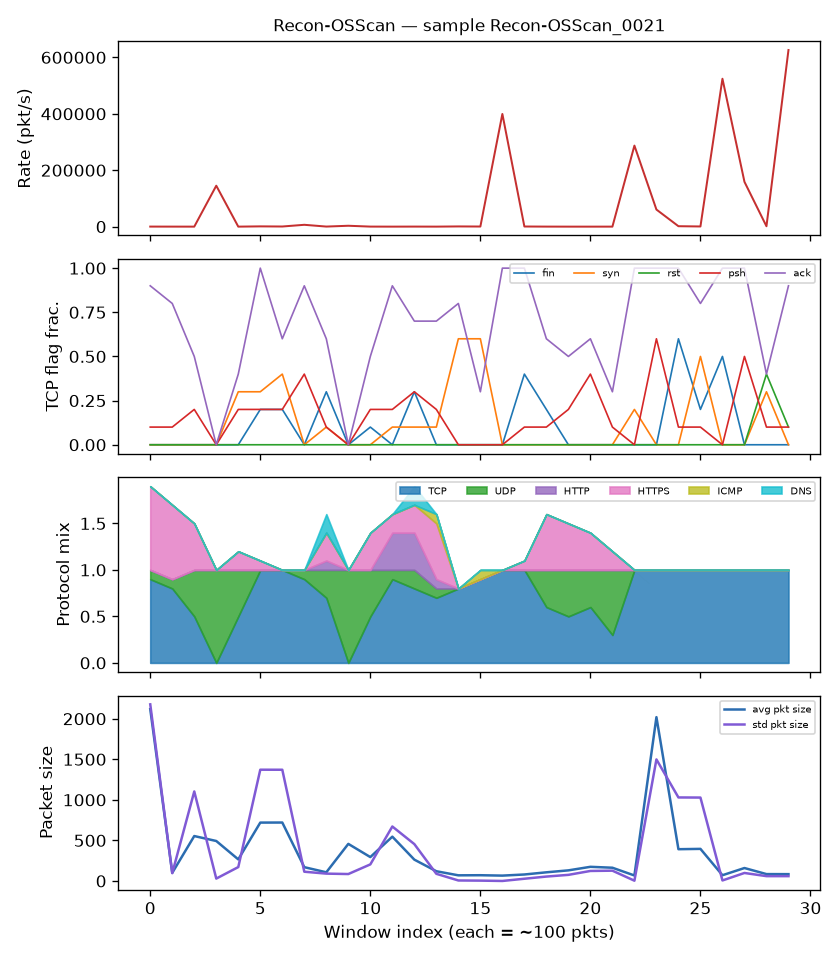 Recon-OSScan — sample Recon-OSScan_0021
Rate (pkt/s)
600000
400000
200000
0
TCP flag frac.
1.00
0.75
0.50
0.25
0.00
fin syn rst psh ack
Protocol mix
1.5
1.0
0.5
0.0
TCP UDP HTTP HTTPS ICMP DNS
Packet size
2000
1500
1000
500
0
avg pkt size
std pkt size
0 5 10 15 20 25 30
Window index (each = ~100 pkts)